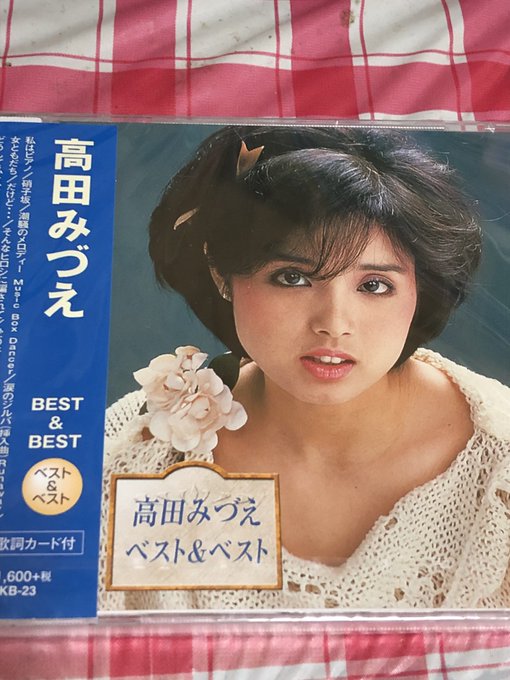 高田みづえ
私はピアノ/硝子坂/潮騒のメロディー Music Box Dancer/涙のジルバ(挿入曲)Runaway/
女ともだち/だけど…/そんなヒロシに騙されて/
BEST
&
BEST
ベスト
&
ベスト
歌詞カード付
1,600+税
KB-23
高田みづえ
ベスト&ベスト